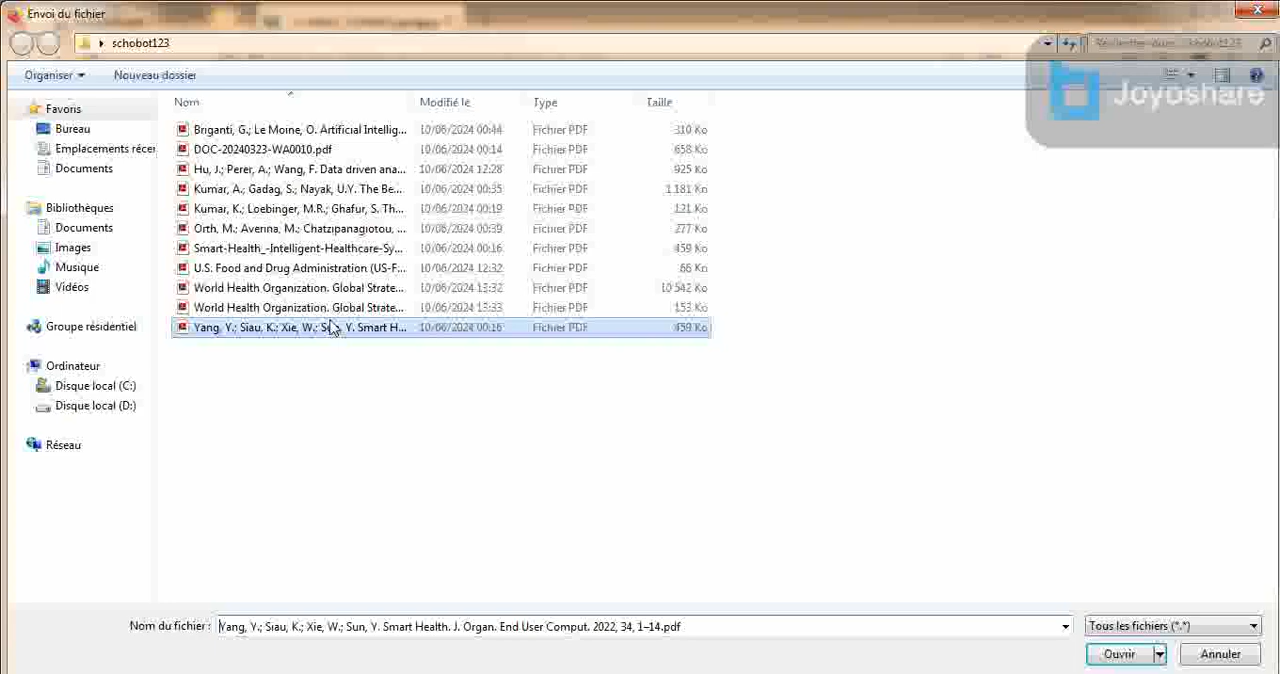 Envoi du fichier
schobot123
Organiser
Nouveau dossier
Joyoshare
Nom Modifié le Type Taille
Favoris
Bureau
Emplacements récen
Documents
Bibliothèques
Documents
Images
Musique
Vidéos
Groupe résidentiel
Ordinateur
Disque local (C:)
Disque local (D:)
Réseau
Briganti, G.; Le Moine, O. Artificial Intellig... 10/06/2024 00:44 Fichier PDF 310 Ko
DOC-20240323-WA0010.pdf 10/06/2024 00:14 Fichier PDF 658 Ko
Hu, J.; Perer, A.; Wang, F. Data driven ana... 10/06/2024 12:28 Fichier PDF 925 Ko
Kumar, A.; Gadag, S.; Nayak, U.Y. The Be... 10/06/2024 00:35 Fichier PDF 1 181 Ko
Kumar, K.; Loebinger, M.R.; Ghafur, S. Th... 10/06/2024 00:19 Fichier PDF 121 Ko
Orth, M.; Averina, M.; Chatzipanagiotou, ... 10/06/2024 00:39 Fichier PDF 277 Ko
Smart-Health_-Intelligent-Healthcare-Sy... 10/06/2024 00:16 Fichier PDF 459 Ko
U.S. Food and Drug Administration (US-F... 10/06/2024 12:32 Fichier PDF 66 Ko
World Health Organization. Global Strate... 10/06/2024 13:32 Fichier PDF 10 542 Ko
World Health Organization. Global Strate... 10/06/2024 13:33 Fichier PDF 153 Ko
Yang, Y.; Siau, K.; Xie, W.; Sun, Y. Smart H... 10/06/2024 00:16 Fichier PDF 459 Ko
Nom du fichier : Yang, Y.; Siau, K.; Xie, W.; Sun, Y. Smart Health. J. Organ. End User Comput. 2022, 34, 1–14.pdf
Tous les fichiers (*.*)
Ouvrir
Annuler